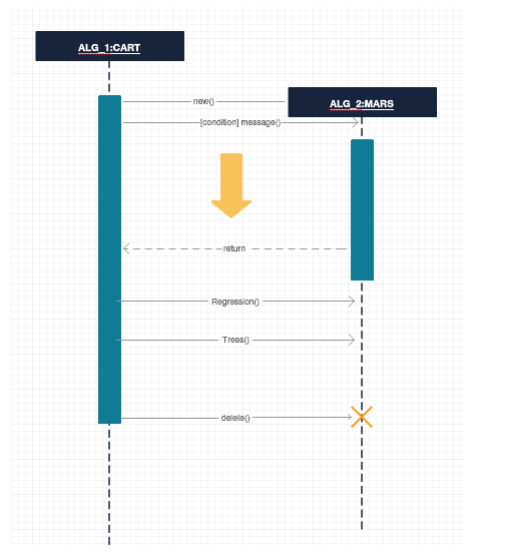 ALG_1:CART
new()
ALG_2:MARS
[condition] message()
return
Regression()
Trees()
delete()